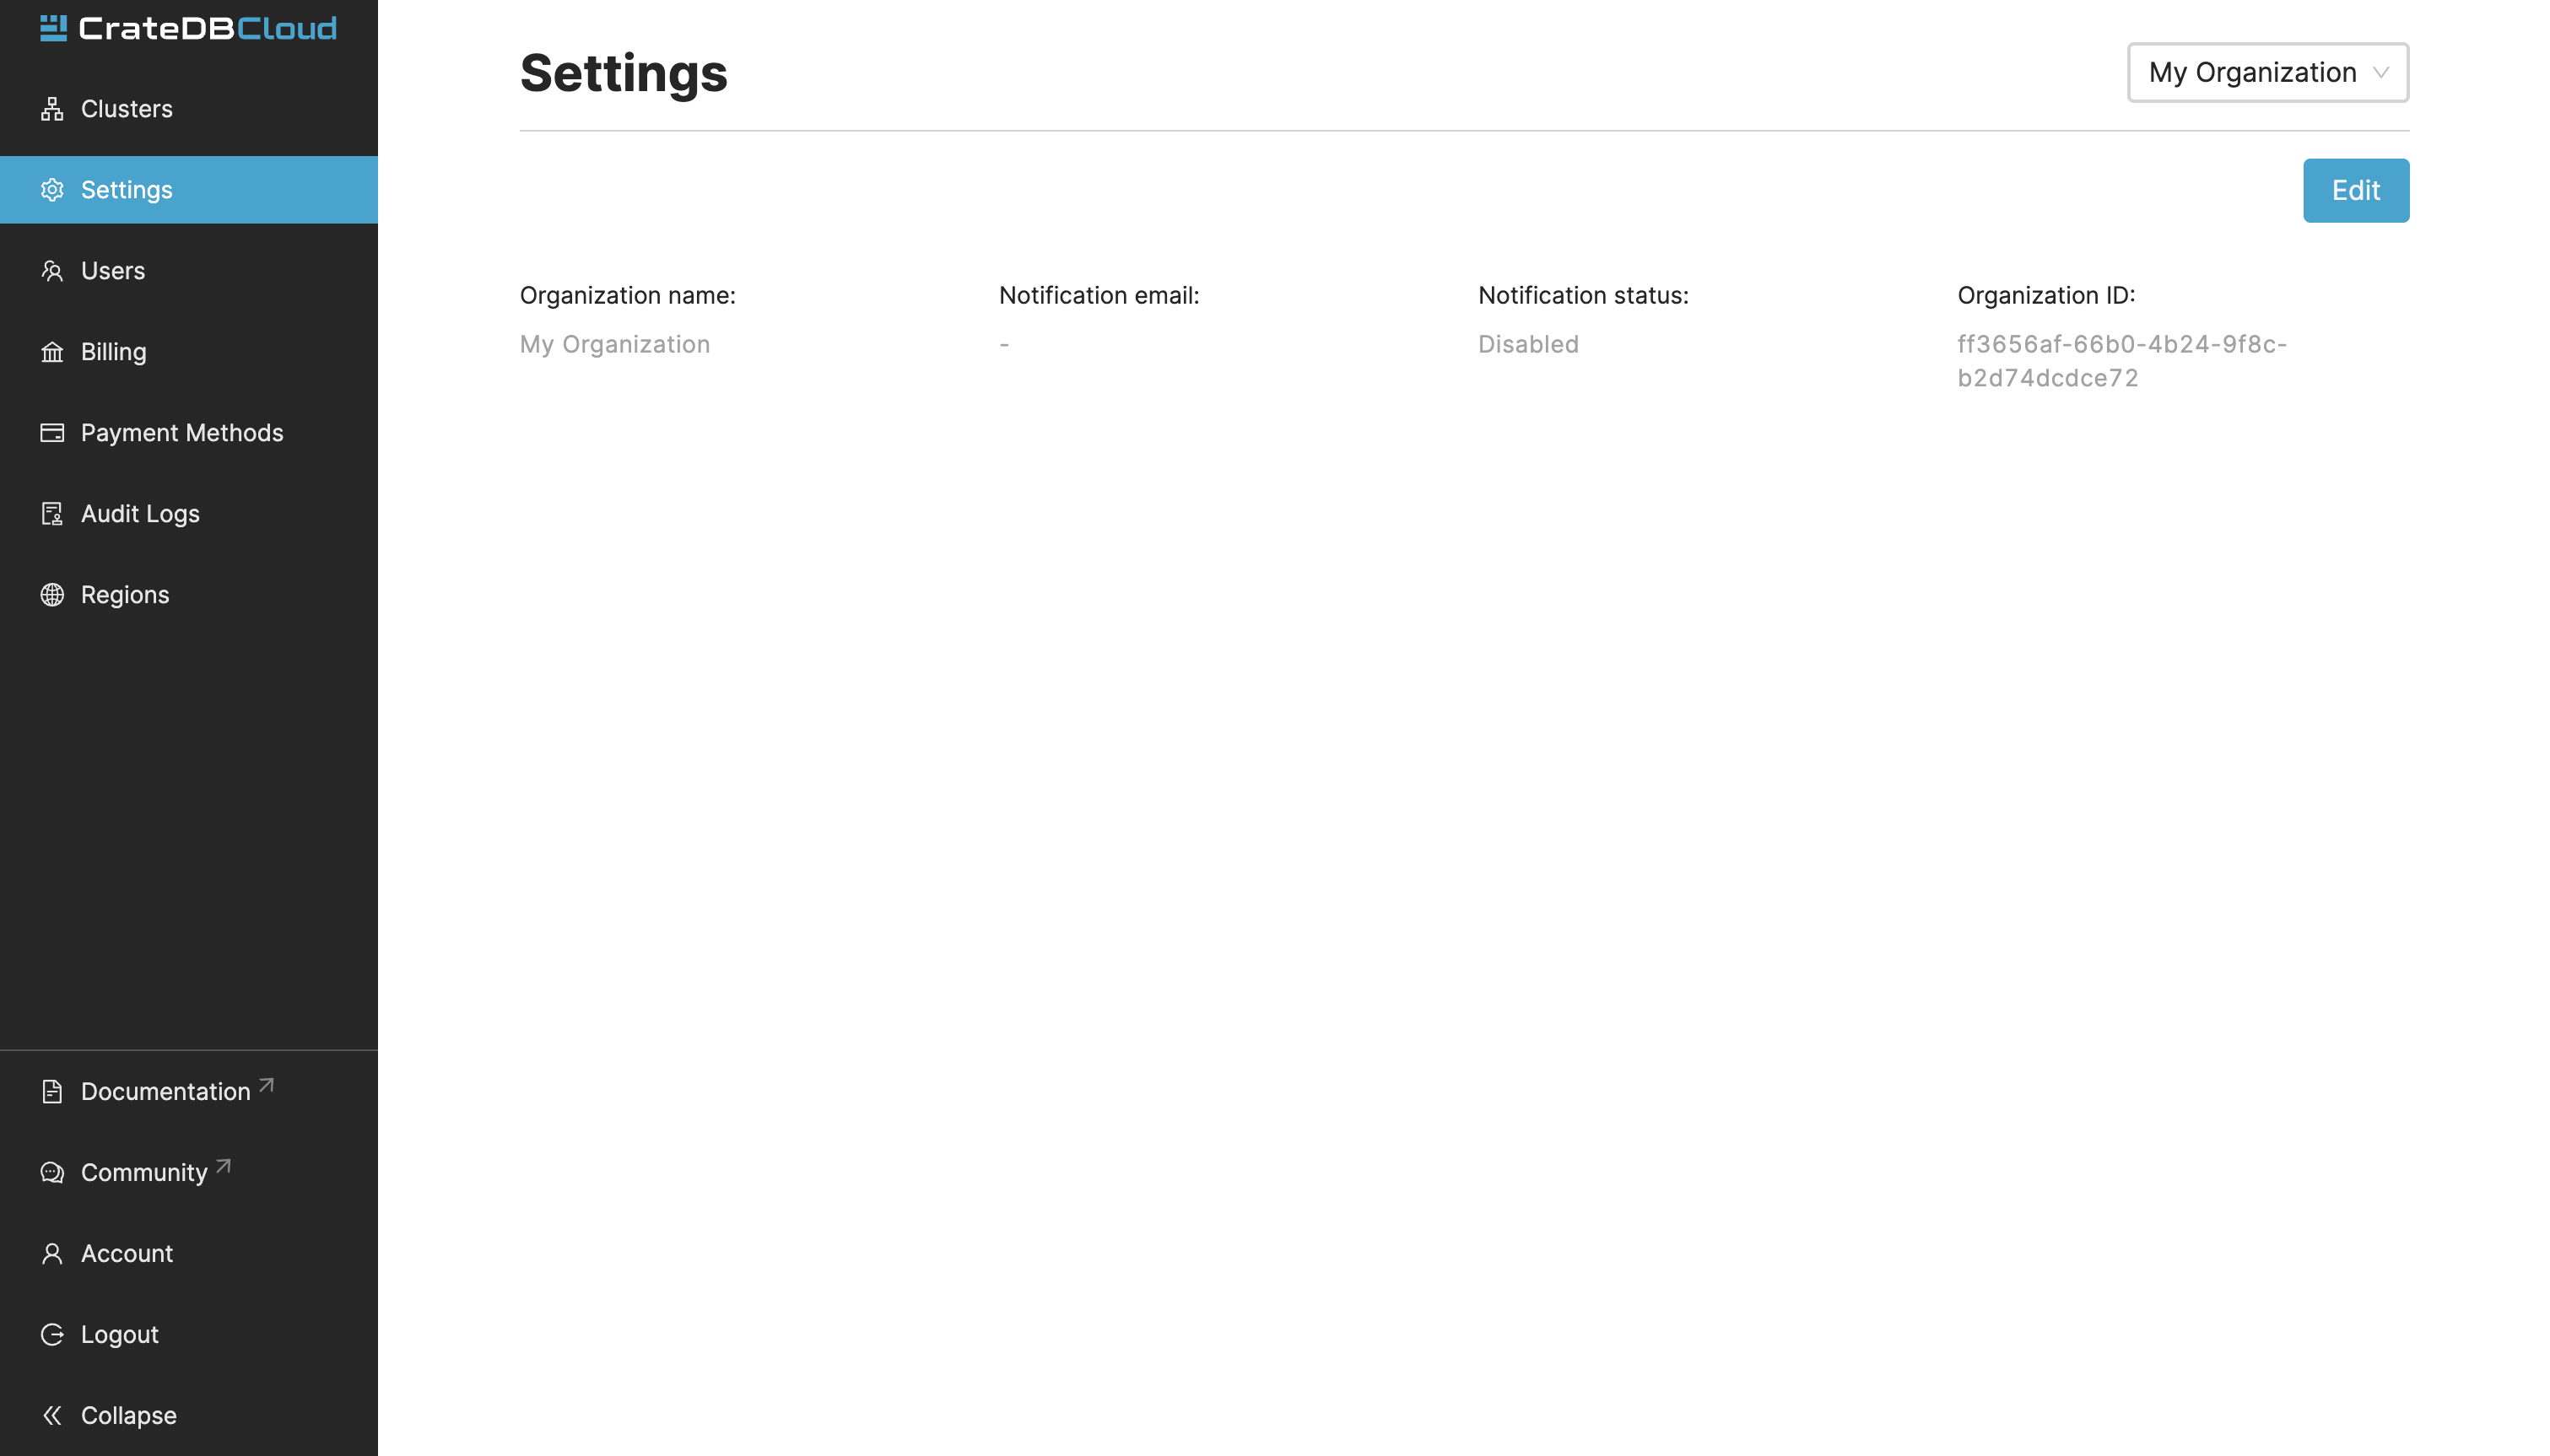 CrateDBCloud
Clusters
Settings
Users
Billing
Payment Methods
Audit Logs
Regions
Documentation
Community
Account
Logout
Collapse
Settings
My Organization
Edit
Organization name:
My Organization
Notification email:
-
Notification status:
Disabled
Organization ID:
ff3656af-66b0-4b24-9f8c-
b2d74dcdce72